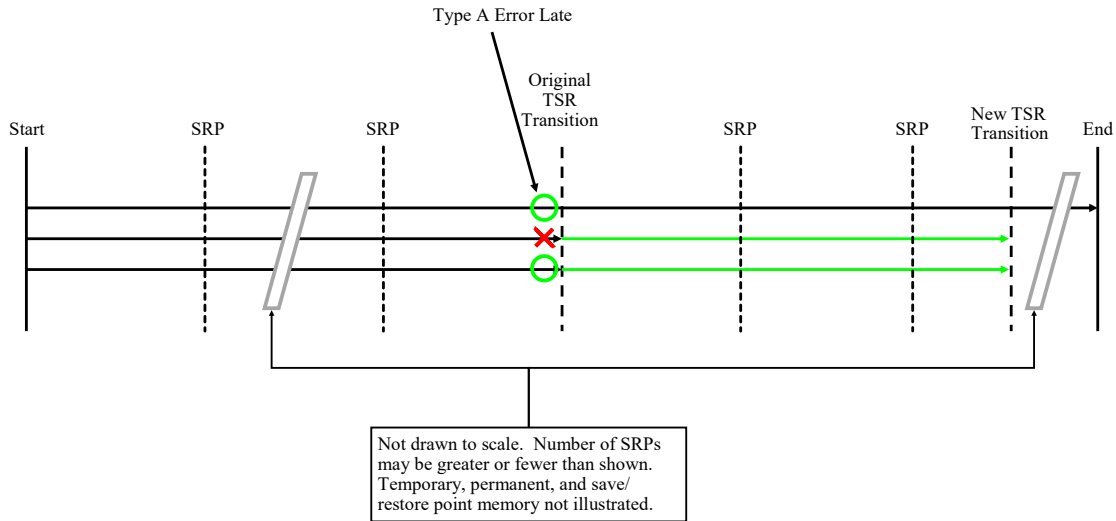 Type A Error Late
Original
TSR
Transition
Start
SRP
SRP
SRP
SRP
New TSR
Transition
End
Not drawn to scale.  Number of SRPs
may be greater or fewer than shown.
Temporary, permanent, and save/
restore point memory not illustrated.